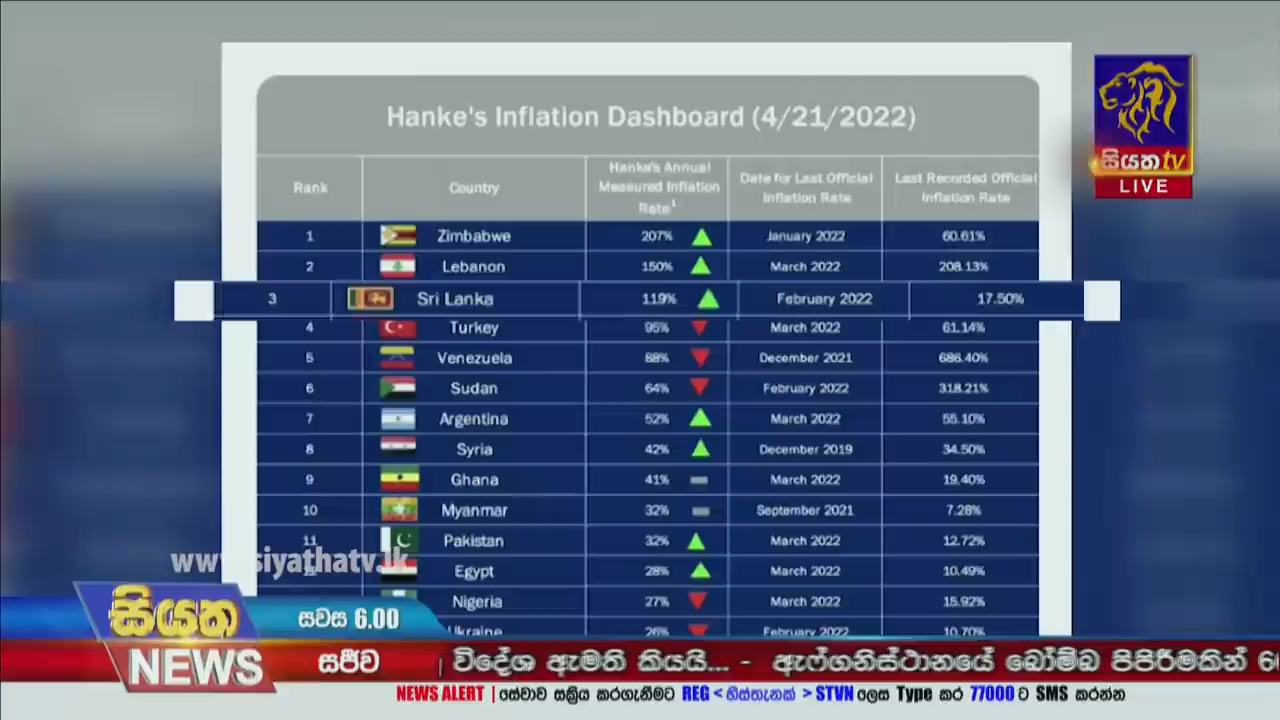 Hanke's Inflation Dashboard (4/21/2022)
Rank Country Hanke's Annual Measured Inflation Rate1 Date for Last Official Inflation Rate Last Recorded Official Inflation Rate
1 Zimbabwe 207% January 2022 60.61%
2 Lebanon 150% March 2022 208.13%
3 Sri Lanka 119% February 2022 17.50%
4 Turkey 95% March 2022 61.14%
5 Venezuela 88% December 2021 686.40%
6 Sudan 64% February 2022 318.21%
7 Argentina 52% March 2022 55.10%
8 Syria 42% December 2019 34.50%
9 Ghana 41% March 2022 19.40%
10 Myanmar 32% September 2021 7.28%
11 Pakistan 32% March 2022 12.72%
Egypt 28% March 2022 10.49%
Nigeria 27% March 2022 15.92%
Ukraine 26% February 2022 10.70%
සියත tv
LIVE
www.siyathatv.lk
සියත
NEWS
සවස 6.00
සජීව
| විදේශ ඇමති කියයි... - ඇෆ්ගනිස්ථානයේ බෝම්බ පිපිරීමකින් 6
NEWS ALERT | සේවාව සක්‍රිය කරගැනීමට REG < හිස්තැනක් > STVN ලෙස Type කර 77000 ට SMS කරන්න